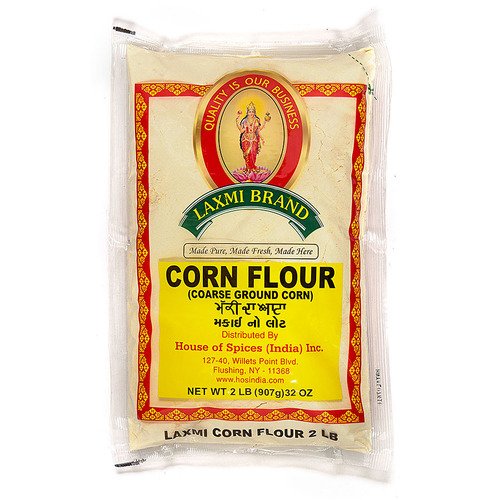 QUALITY IS OUR BUSINESS
LAXMI BRAND
Made Pure, Made Fresh, Made Here
CORN FLOUR
(COARSE GROUND CORN)
ਮੱਕੀ ਦਾ ਅਟਾ
મકાઈ નો લોટ
Distributed By
House of Spices (India) Inc.
127-40, Willets Point Blvd.
Flushing, NY - 11368
www.hosindia.com
NET WT 2 LB (907g)32 OZ
LAXMI CORN FLOUR 2 LB